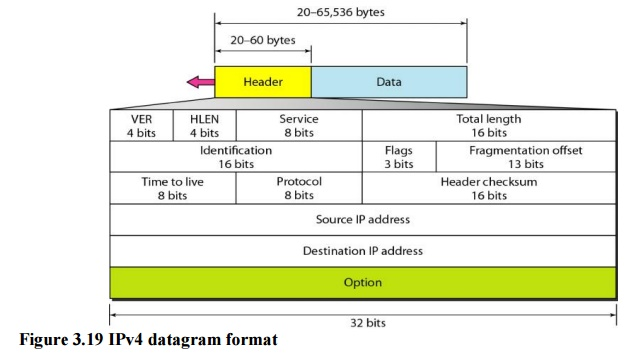 20–65,536 bytes
20–60 bytes
Header
Data
VER
4 bits
HLEN
4 bits
Service
8 bits
Total length
16 bits
Identification
16 bits
Flags
3 bits
Fragmentation offset
13 bits
Time to live
8 bits
Protocol
8 bits
Header checksum
16 bits
Source IP address
Destination IP address
Option
32 bits
Figure 3.19 IPv4 datagram format